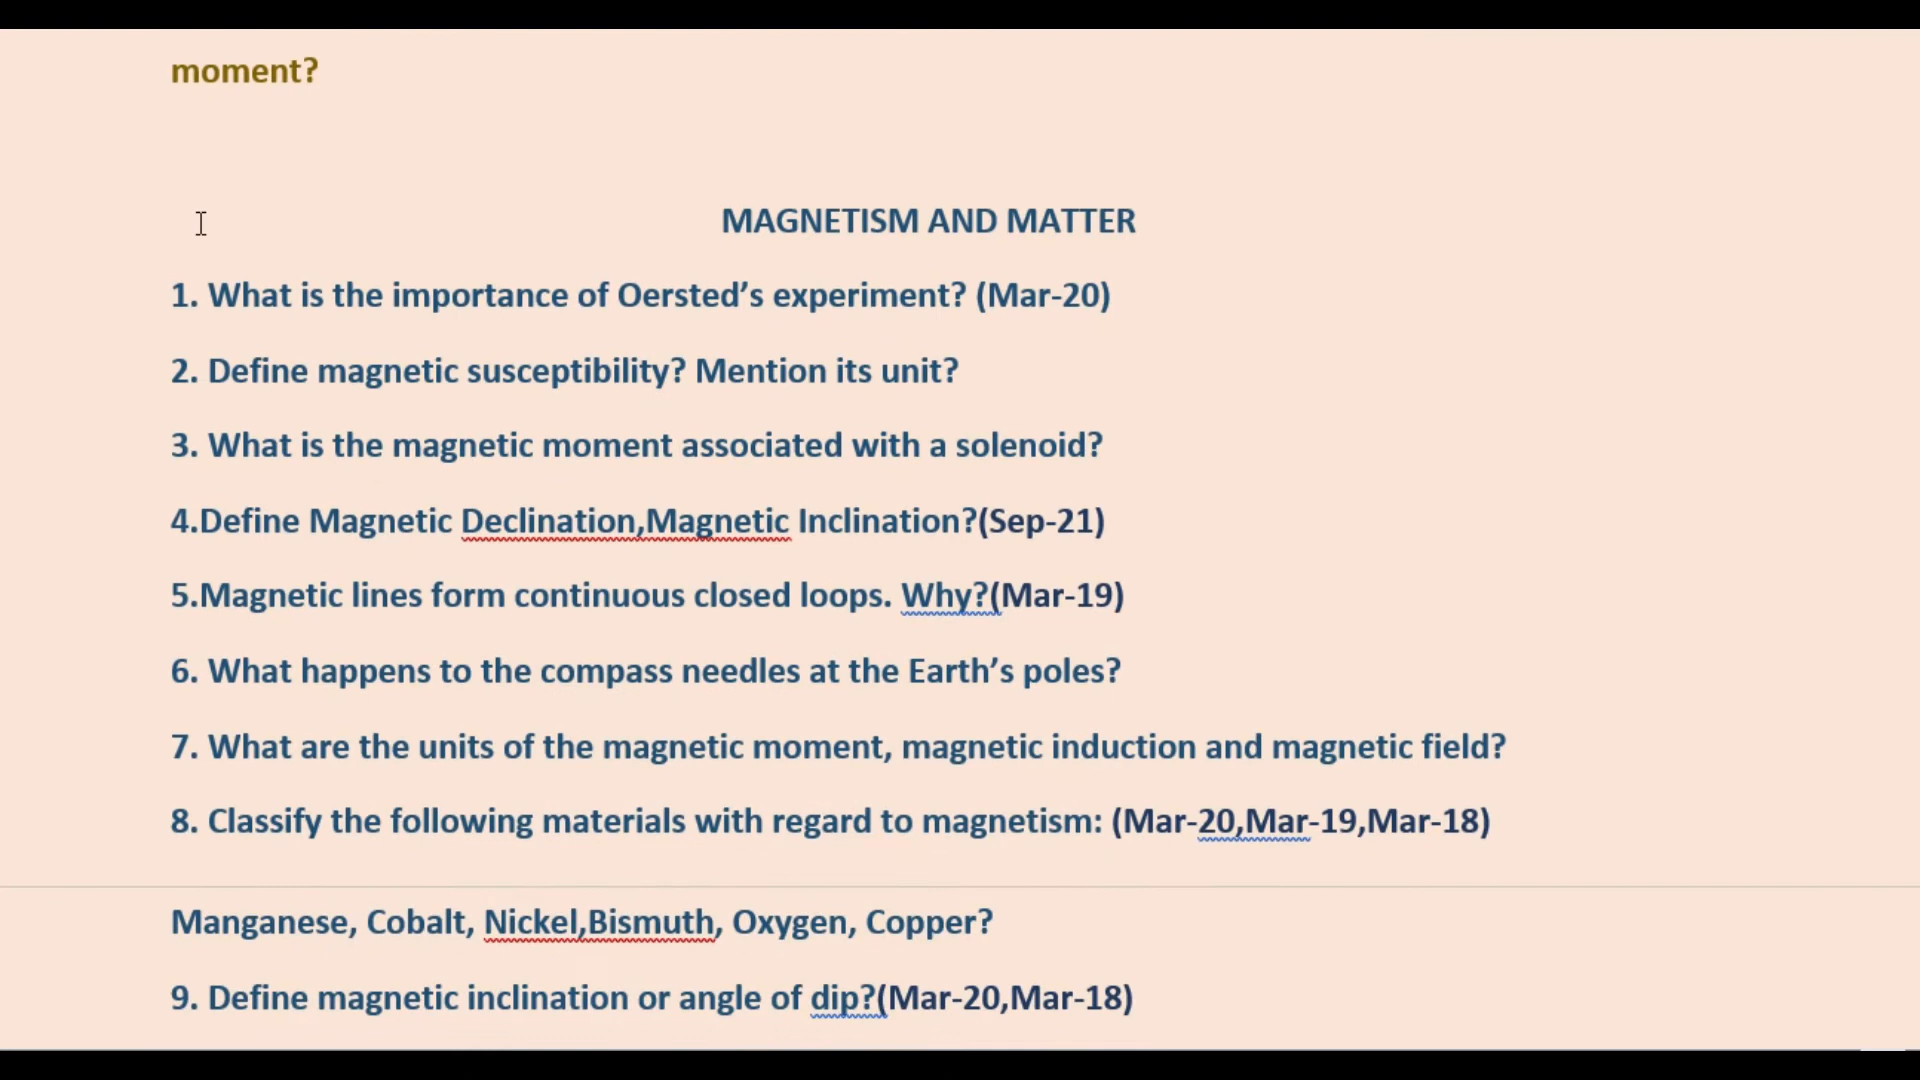 moment?
MAGNETISM AND MATTER
1. What is the importance of Oersted’s experiment? (Mar-20)
2. Define magnetic susceptibility? Mention its unit?
3. What is the magnetic moment associated with a solenoid?
4.Define Magnetic Declination,Magnetic Inclination?(Sep-21)
5.Magnetic lines form continuous closed loops. Why?(Mar-19)
6. What happens to the compass needles at the Earth’s poles?
7. What are the units of the magnetic moment, magnetic induction and magnetic field?
8. Classify the following materials with regard to magnetism: (Mar-20,Mar-19,Mar-18)
Manganese, Cobalt, Nickel,Bismuth, Oxygen, Copper?
9. Define magnetic inclination or angle of dip?(Mar-20,Mar-18)